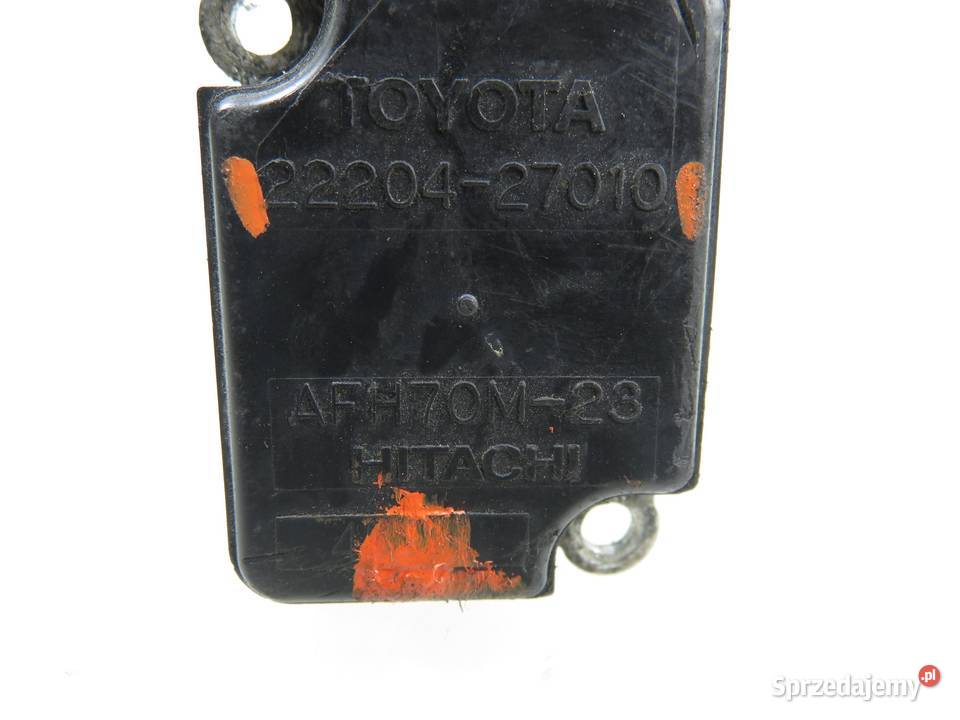 TOYOTA
22204-27010
AFH70M-23
HITACHI
Sprzedajemy.pl